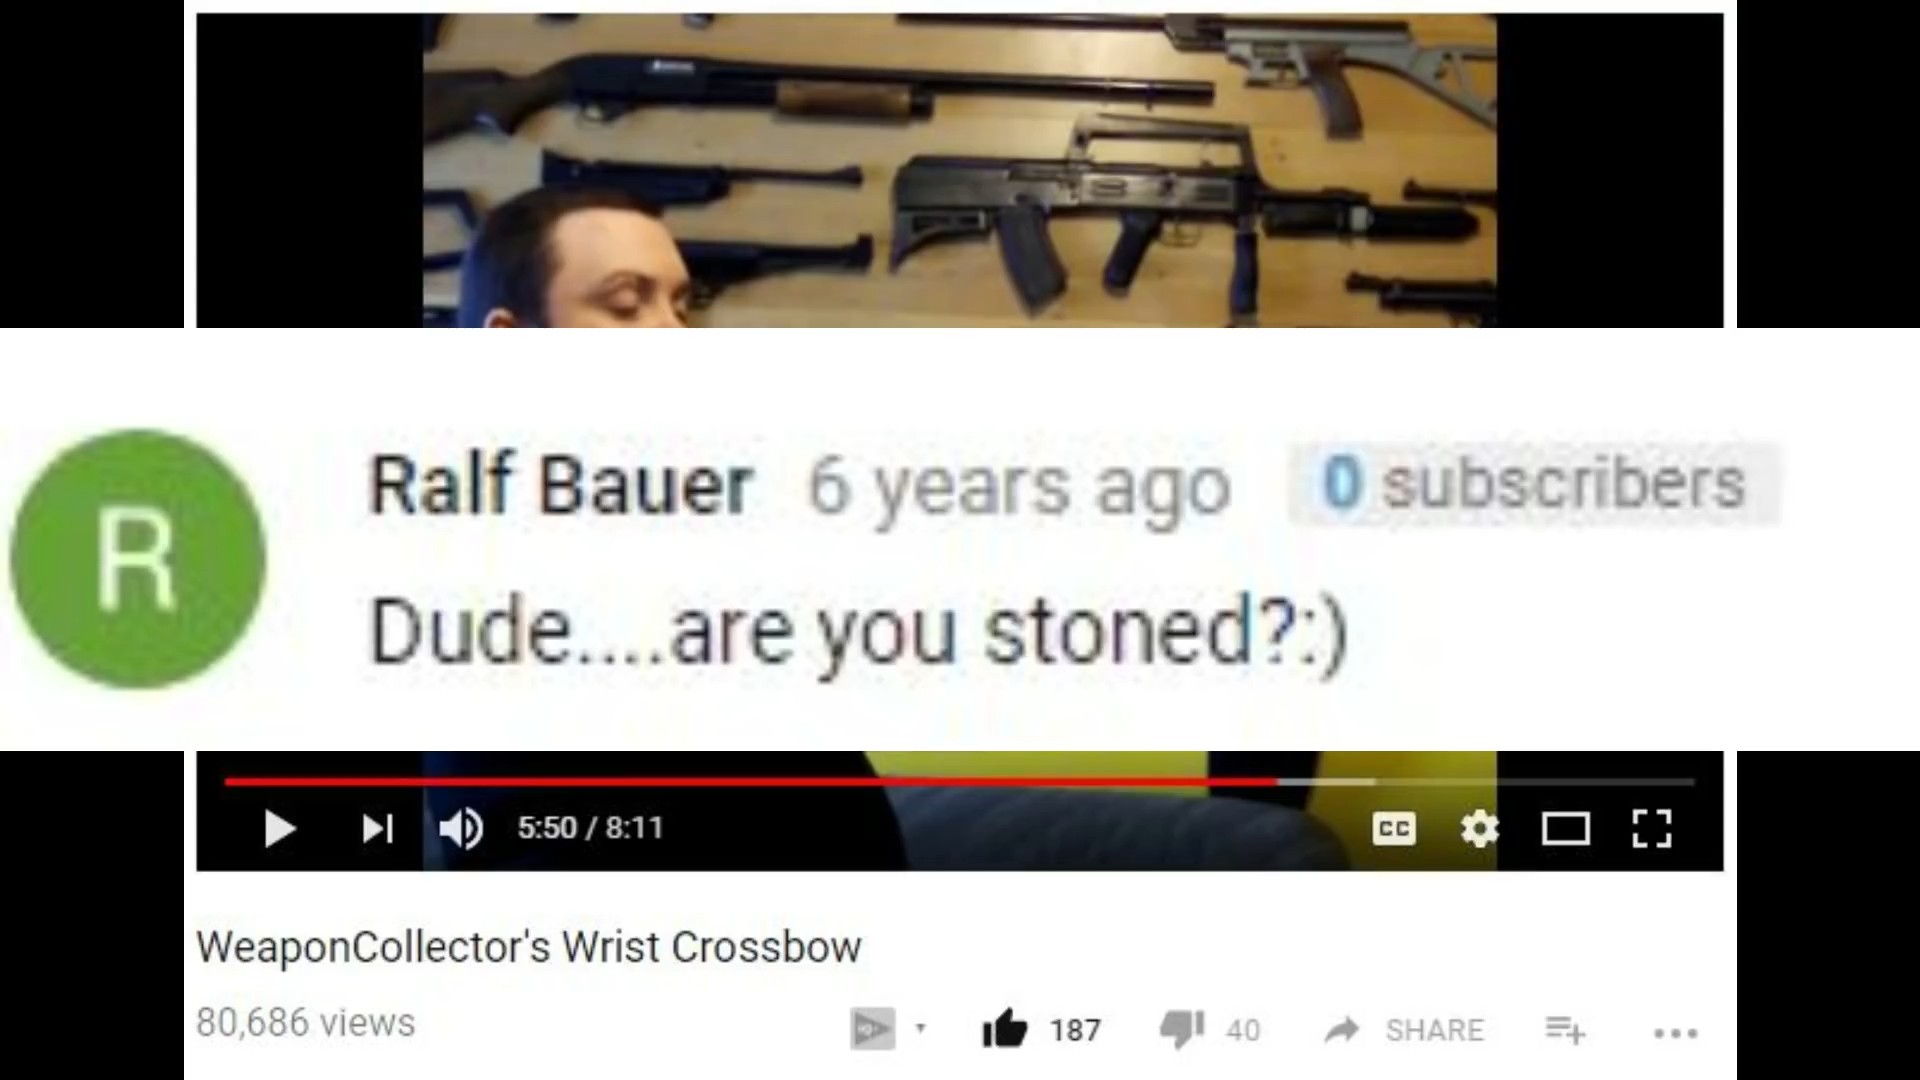 R
Ralf Bauer 6 years ago 0 subscribers
Dude....are you stoned?:)
5:50 / 8:11
CC
WeaponCollector's Wrist Crossbow
80,686 views
187 40 SHARE